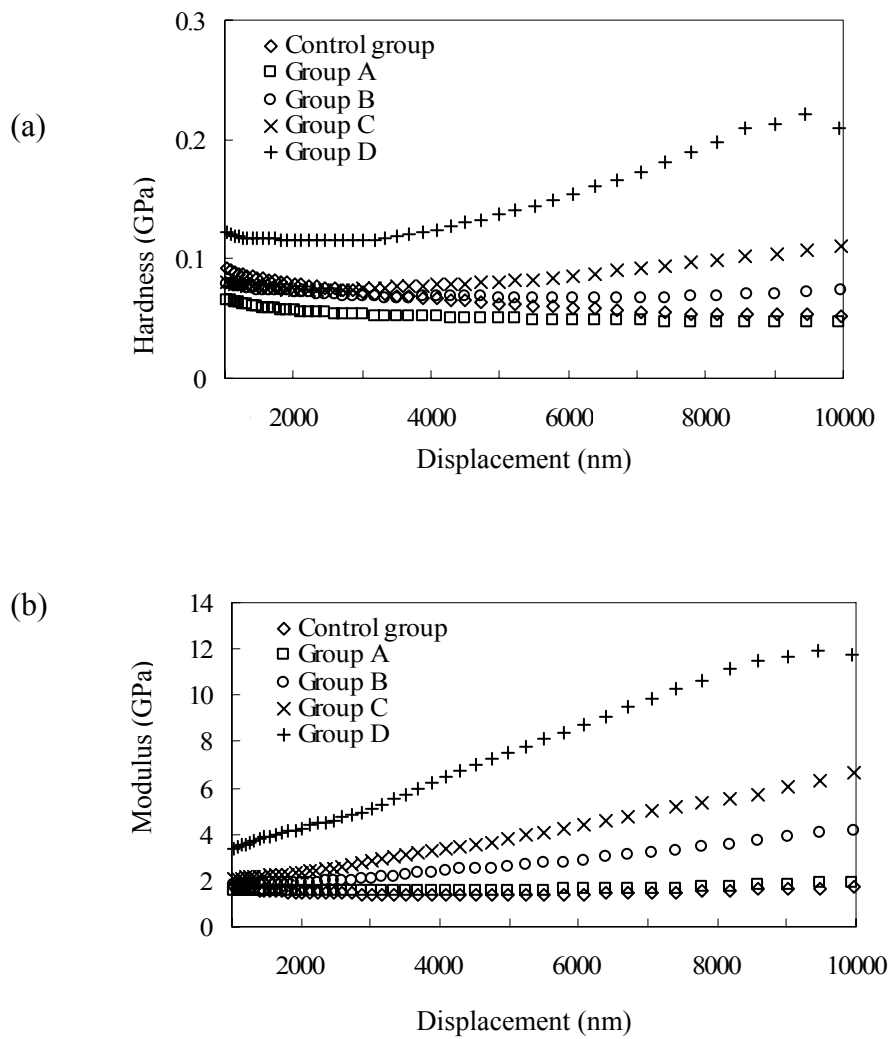 (a)
Hardness (GPa)
0.3
0.2
0.1
0
Control group
Group A
Group B
Group C
Group D
2000 4000 6000 8000 10000
Displacement (nm)
(b)
Modulus (GPa)
14
12
10
8
6
4
2
0
Control group
Group A
Group B
Group C
Group D
2000 4000 6000 8000 10000
Displacement (nm)